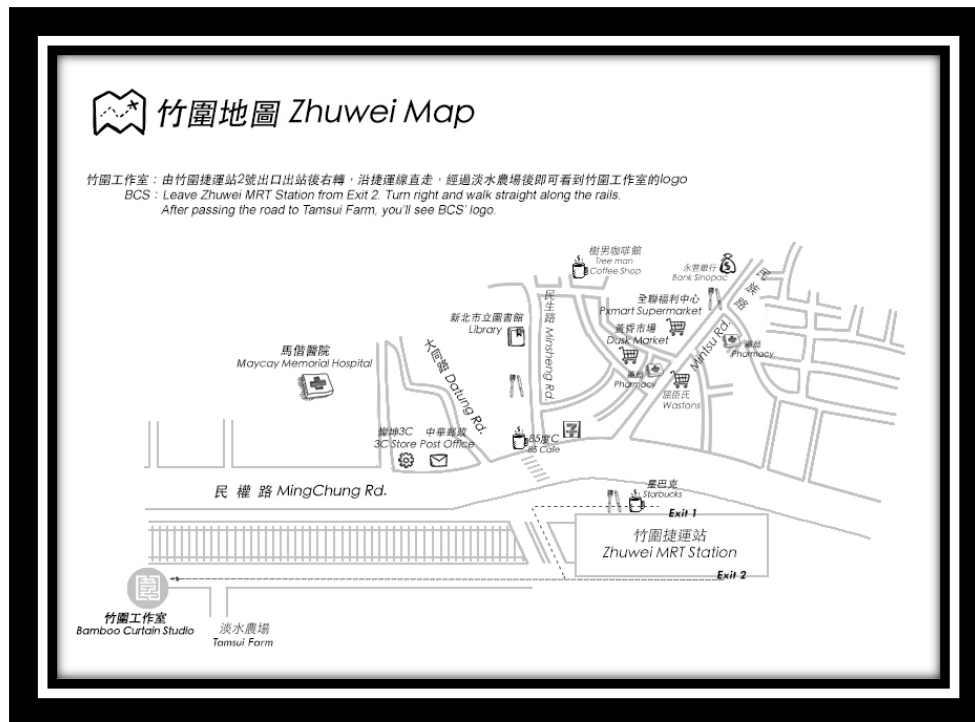 竹圍地圖 Zhuwei Map
竹圍工作室：由竹圍捷運站2號出口出站後右轉，沿捷運線直走，經過淡水農場後即可看到竹圍工作室的logo
BCS：Leave Zhuwei MRT Station from Exit 2. Turn right and walk straight along the rails.
After passing the road to Tamsui Farm, you'll see BCS' logo.
樹男咖啡館
Tree man
Coffee Shop
永豐銀行
Bank Sinopac
民族路
全聯福利中心
Pxmart Supermarket
新北市立圖書館
Library
民生路 Minsheng Rd.
黃昏市場
Dusk Market
Mintsu Rd.
藥局
Pharmacy
馬偕醫院
Maycay Memorial Hospital
大同路 Datung Rd.
藥局
Pharmacy
屈臣氏
Wastons
燦坤3C
3C Store
中華郵政
Post Office
85度C
85 Cafe
7
民權路 MingChung Rd.
星巴克
Starbucks
Exit 1
竹圍捷運站
Zhuwei MRT Station
Exit 2
竹圍工作室
Bamboo Curtain Studio
淡水農場
Tamsui Farm